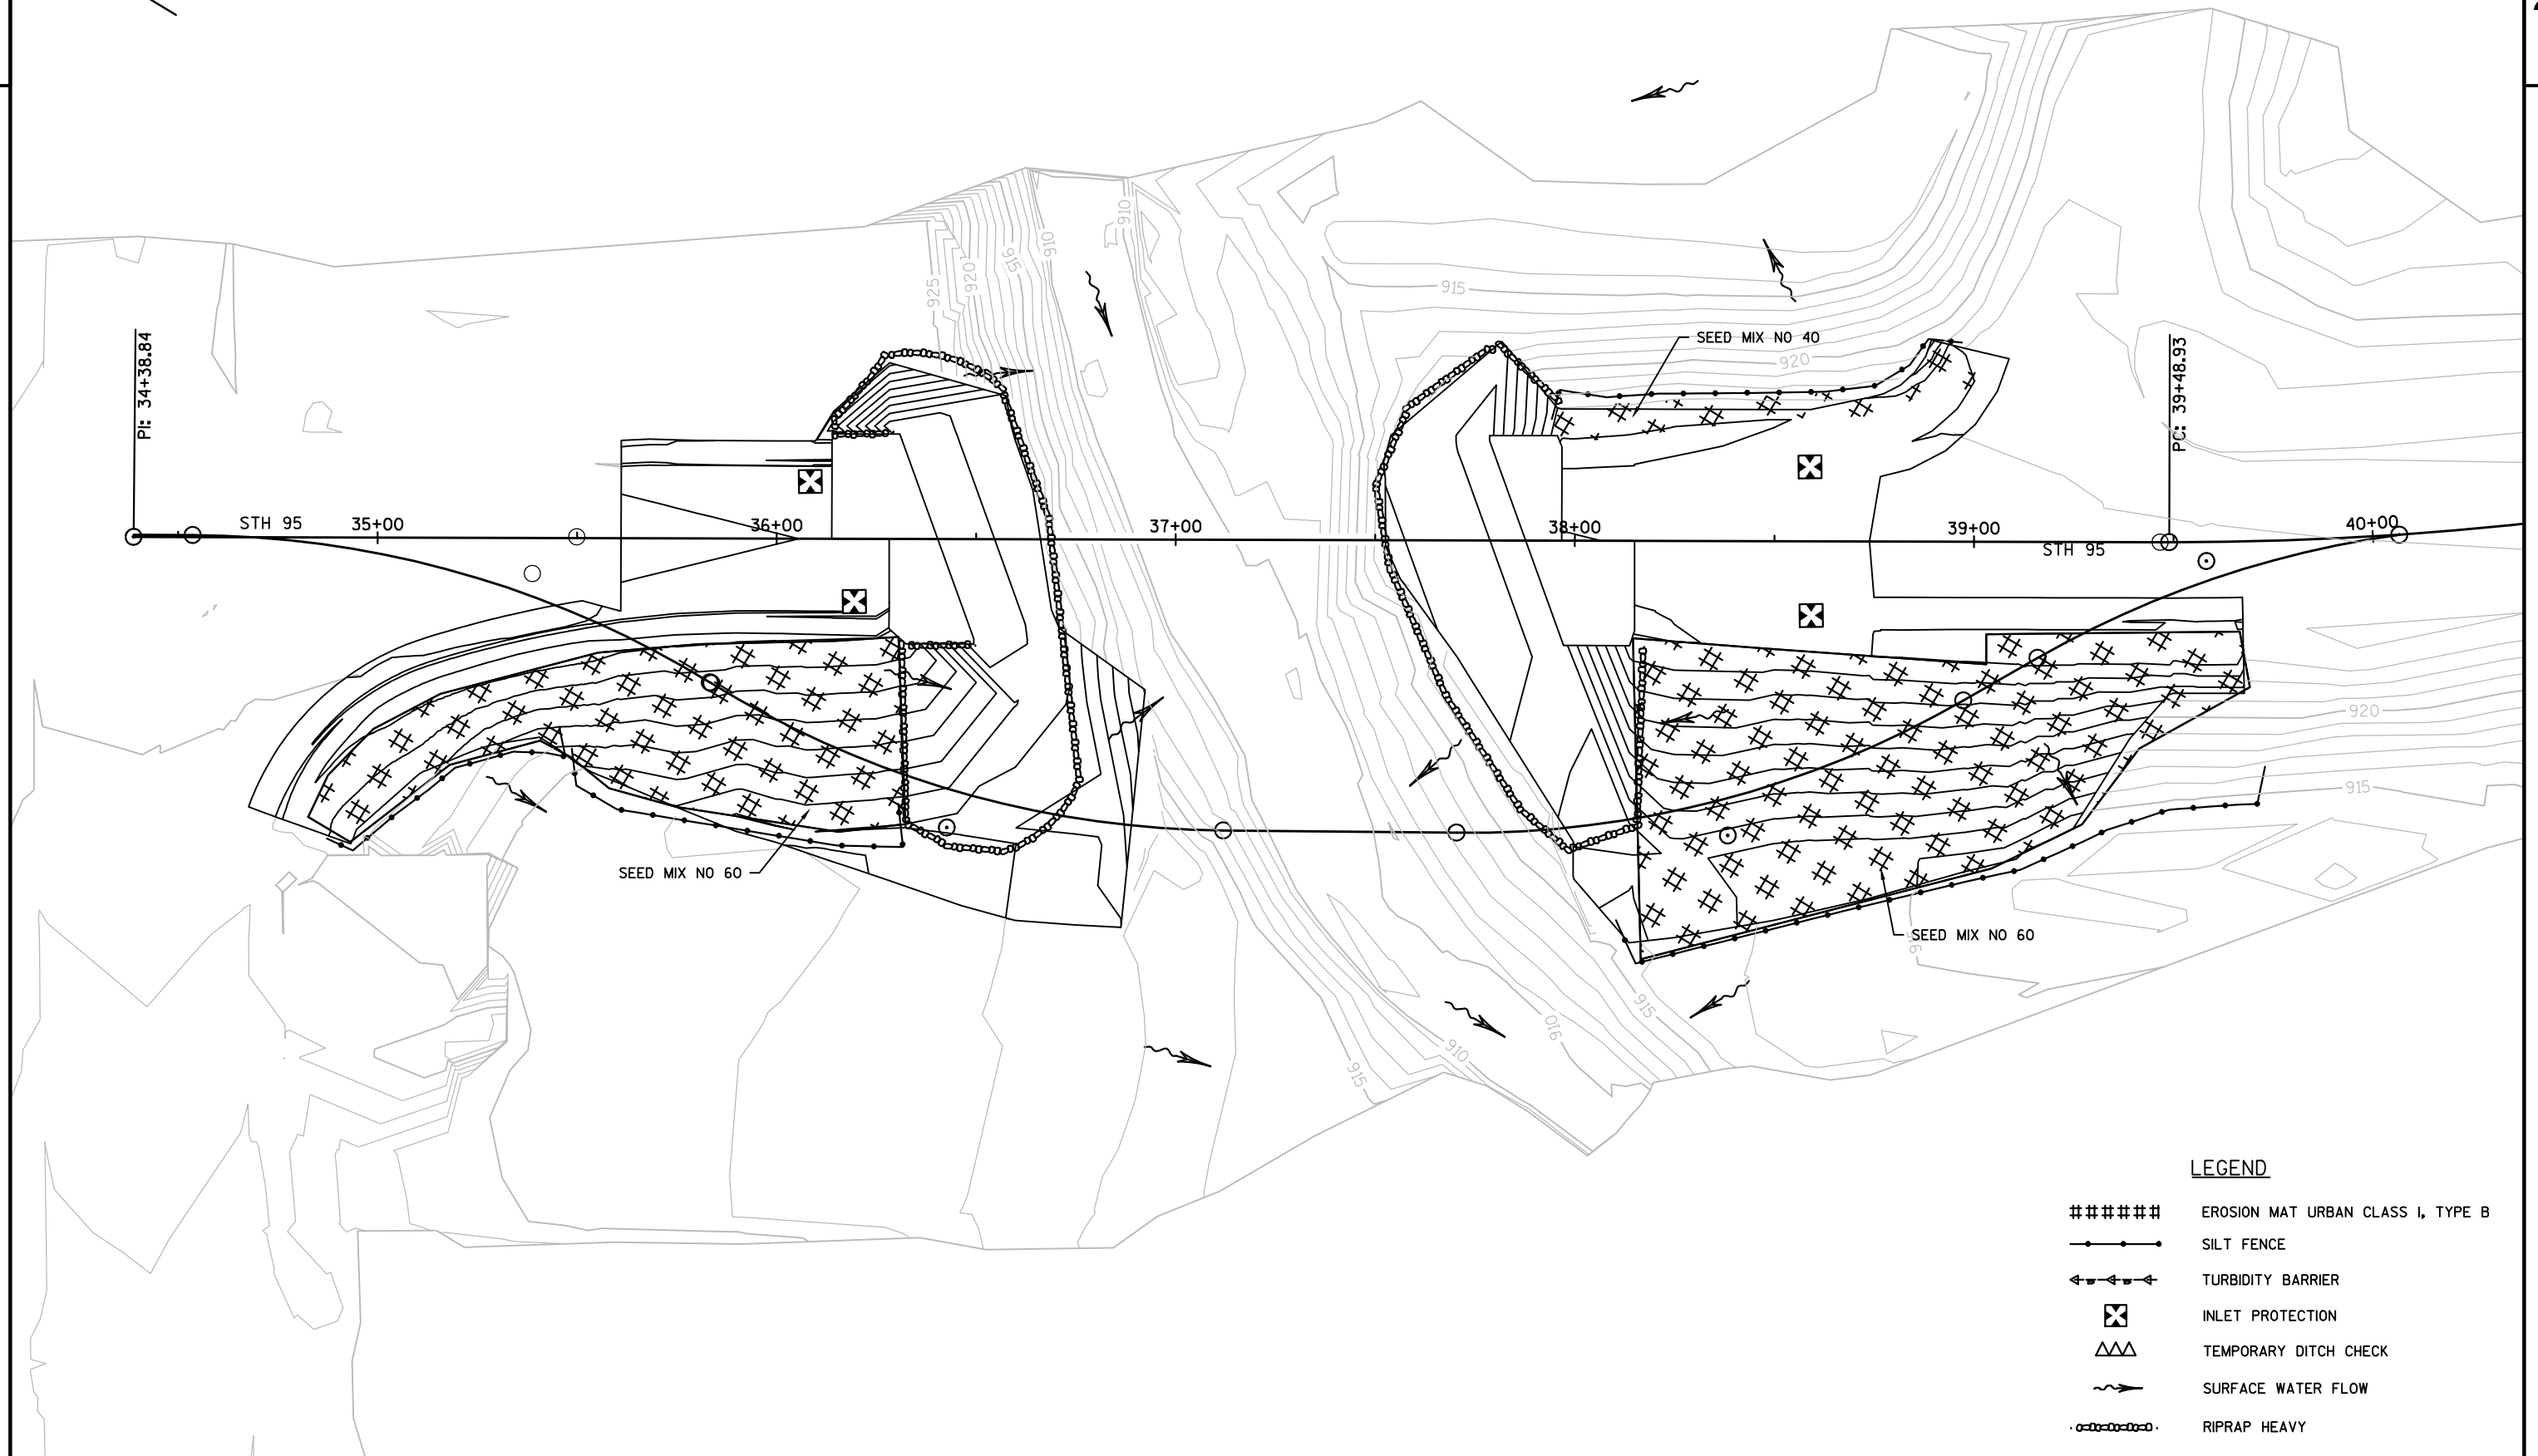 910
910
915
920
925
915
SEED MIX NO 40
920
PI: 34+38.84
PC: 39+48.93
STH 95
35+00
36+00
37+00
38+00
39+00
40+00
STH 95
920
915
SEED MIX NO 60
SEED MIX NO 60
915
910
910
915
LEGEND
EROSION MAT URBAN CLASS I, TYPE B
SILT FENCE
TURBIDITY BARRIER
INLET PROTECTION
TEMPORARY DITCH CHECK
SURFACE WATER FLOW
RIPRAP HEAVY